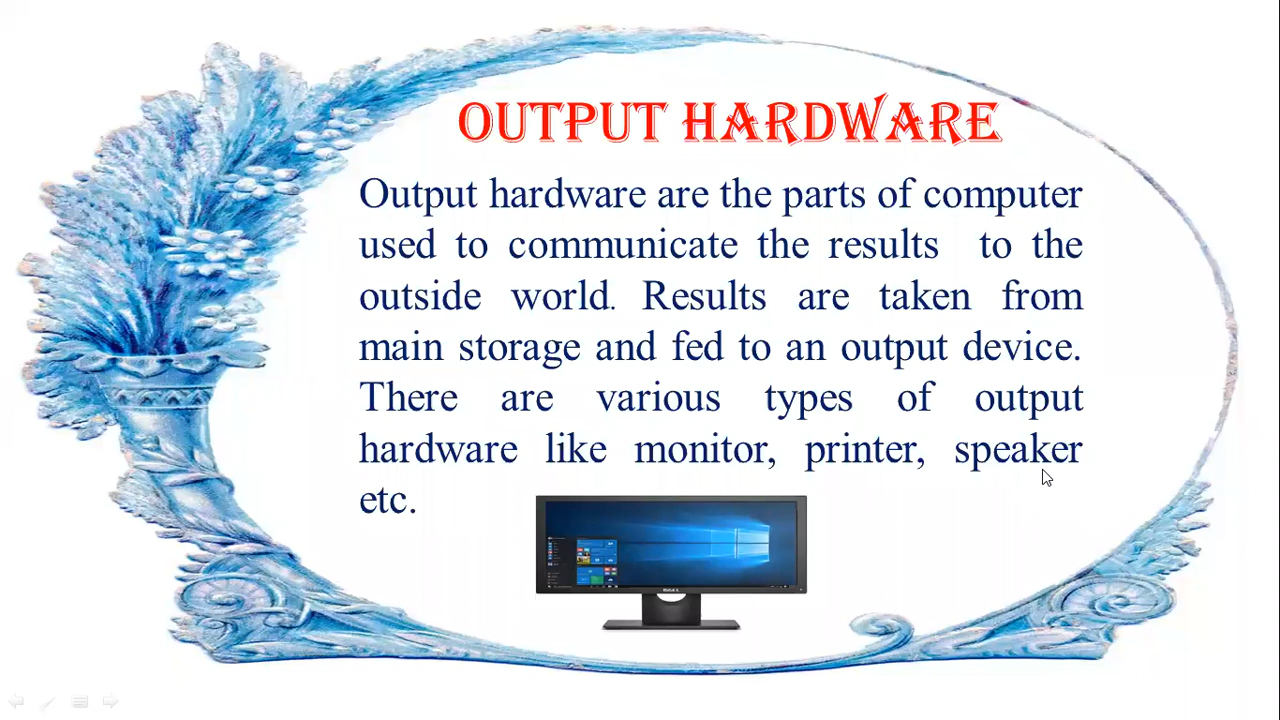 OUTPUT HARDWARE
Output hardware are the parts of computer
used to communicate the results to the
outside world. Results are taken from
main storage and fed to an output device.
There are various types of output
hardware like monitor, printer, speaker
etc.